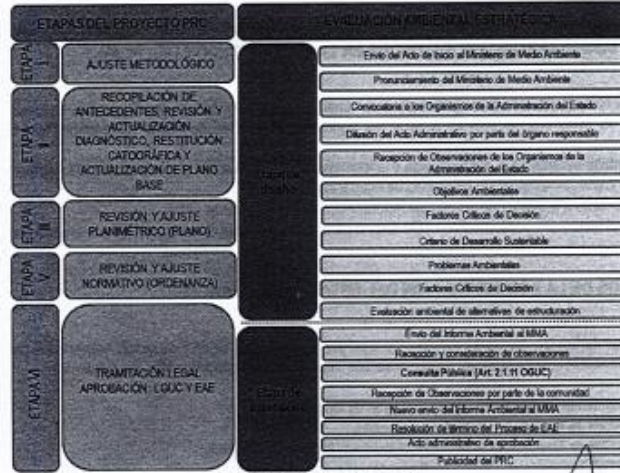 ETAPAS DEL PROYECTO PRC
EVALUACIÓN AMBIENTAL ESTRATÉGICA
ETAPA I
AJUSTE METODOLÓGICO
ETAPA II
RECOPILACIÓN DE
ANTECEDENTES, REVISIÓN Y
ACTUALIZACIÓN
DIAGNÓSTICO, RESTITUCIÓN
CATOGRÁFICA Y
ACTUALIZACIÓN DE PLANO
BASE
ETAPA III
REVISIÓN Y AJUSTE
PLANIMÉTRICO (PLANO)
ETAPA V
REVISIÓN Y AJUSTE
NORMATIVO (ORDENANZA)
ETAPA VI
TRAMITACIÓN LEGAL
APROBACIÓN: LGUC Y EAE
Etapa de
diseño
Envío del Acto de Inicio al Ministerio de Medio Ambiente
Pronunciamiento del Ministerio de Medio Ambiente
Convocatoria a los Organismos de la Administración del Estado
Difusión del Acto Administrativo por parte del órgano responsable
Recepción de Observaciones de los Organismos de la
Administración del Estado
Objetivos Ambientales
Factores Críticos de Decisión
Criterio de Desarrollo Sustentable
Problemas Ambientales
Factores Críticos de Decisión
Evaluación ambiental de alternativas de estructuración
Etapa de
Envío del Informe Ambiental al MMA
Recepción y consideración de observaciones
Consulta Pública (Art. 2.1.11 OGUC)
Recepción de Observaciones por parte de la comunidad
Nuevo envío del Informe Ambiental al MMA
Resolución de término del Proceso de EAE
Acto administrativo de aprobación
Publicidad del PRC